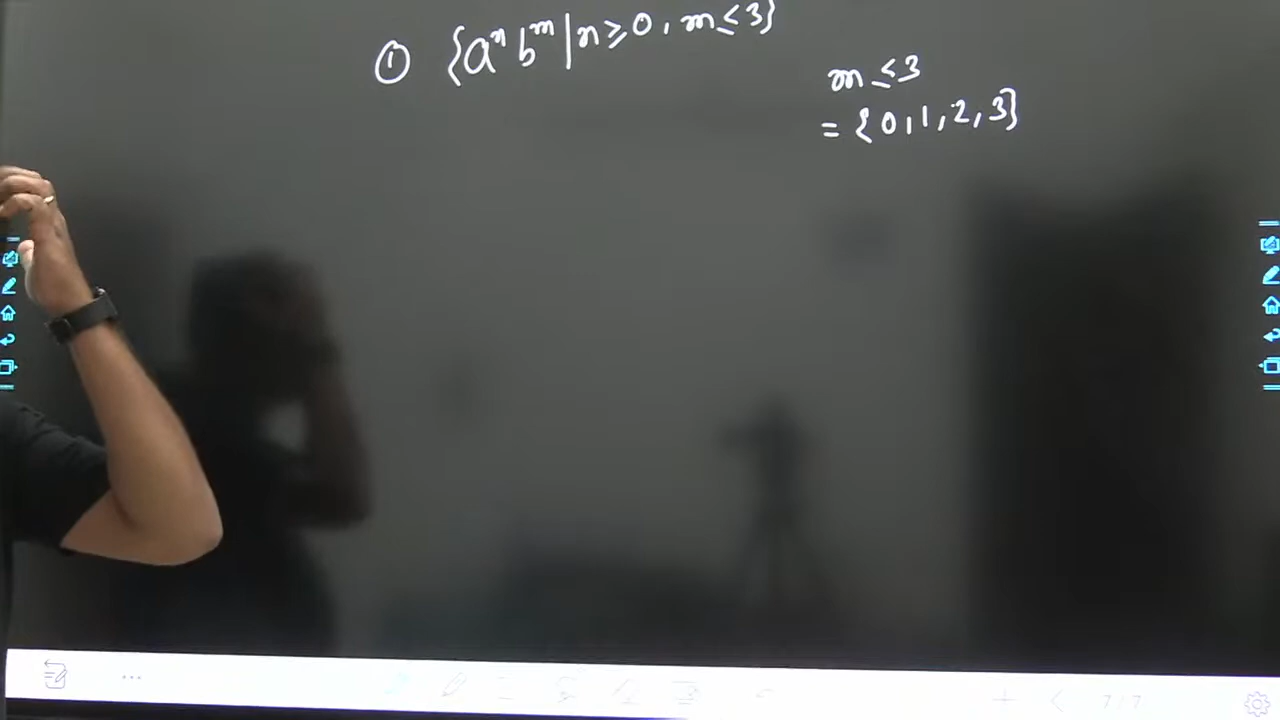 ① {aⁿ bᵐ | n ≥ 0, m ≤ 3}
m ≤ 3
= {0, 1, 2, 3}